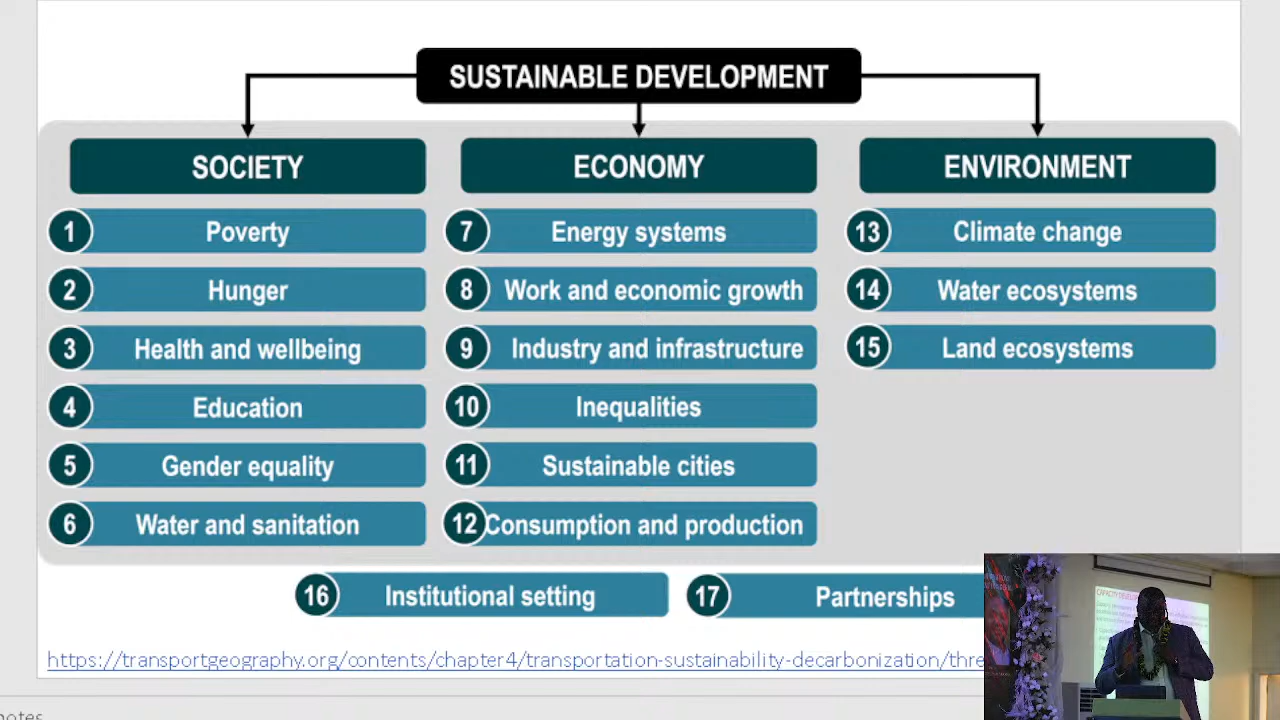 SUSTAINABLE DEVELOPMENT
SOCIETY
1 Poverty
2 Hunger
3 Health and wellbeing
4 Education
5 Gender equality
6 Water and sanitation
ECONOMY
7 Energy systems
8 Work and economic growth
9 Industry and infrastructure
10 Inequalities
11 Sustainable cities
12 Consumption and production
ENVIRONMENT
13 Climate change
14 Water ecosystems
15 Land ecosystems
16 Institutional setting
17 Partnerships
https://transportgeography.org/contents/chapter4/transportation-sustainability-decarbonization/thre
notes
CAPACITY